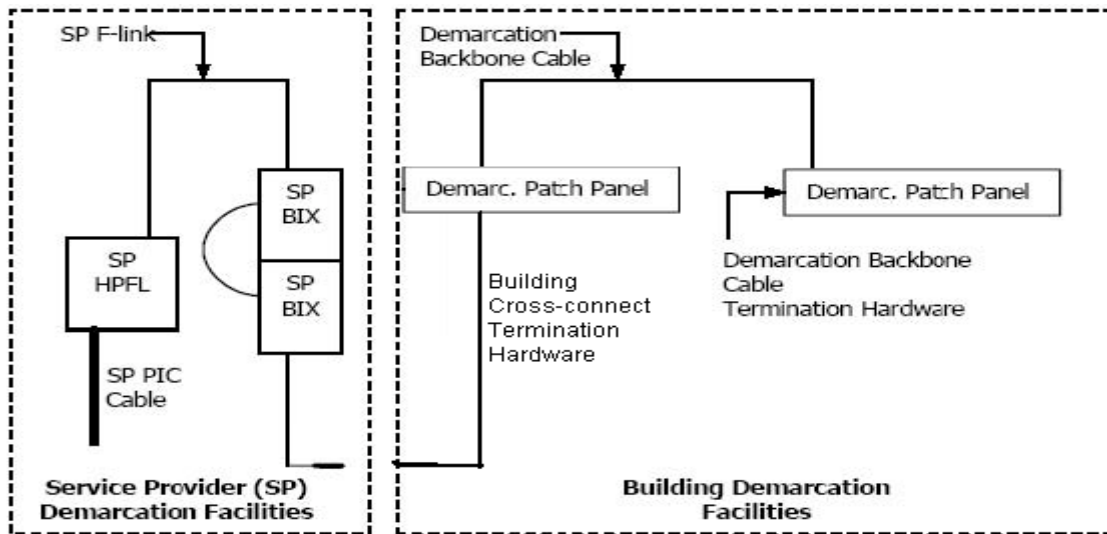 SP F-link
SP
BIX
SP
HPFL
SP
BIX
SP PIC
Cable
Service Provider (SP)
Demarcation Facilities
Demarcation
Backbone Cable
Demarc. Patch Panel
Demarc. Patch Panel
Building
Cross-connect
Termination
Hardware
Demarcation Backbone
Cable
Termination Hardware
Building Demarcation
Facilities